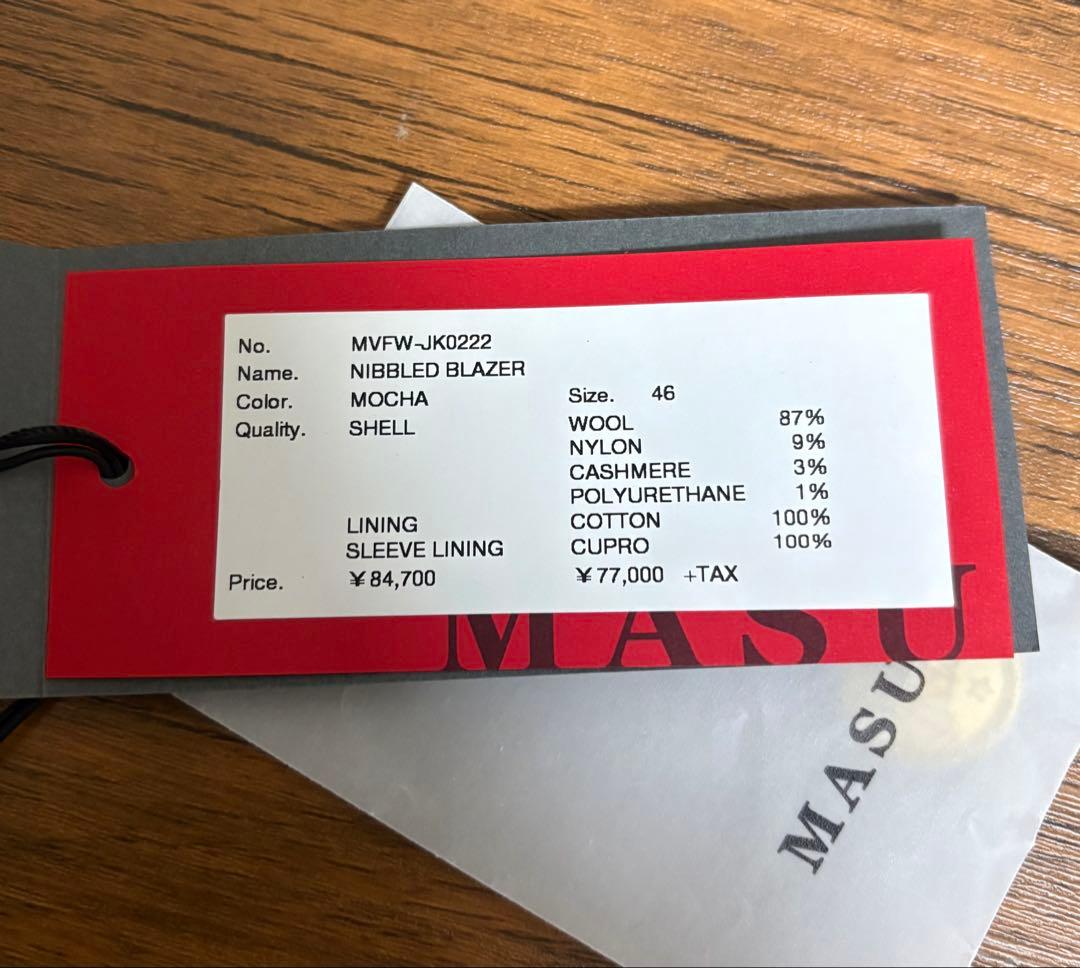 No. MVFW-JK0222
Name. NIBBLED BLAZER
Color. MOCHA Size. 46
Quality. SHELL WOOL 87%
NYLON 9%
CASHMERE 3%
POLYURETHANE 1%
LINING COTTON 100%
SLEEVE LINING CUPRO 100%
Price. ¥84,700 ¥77,000 +TAX
MASU
MASU